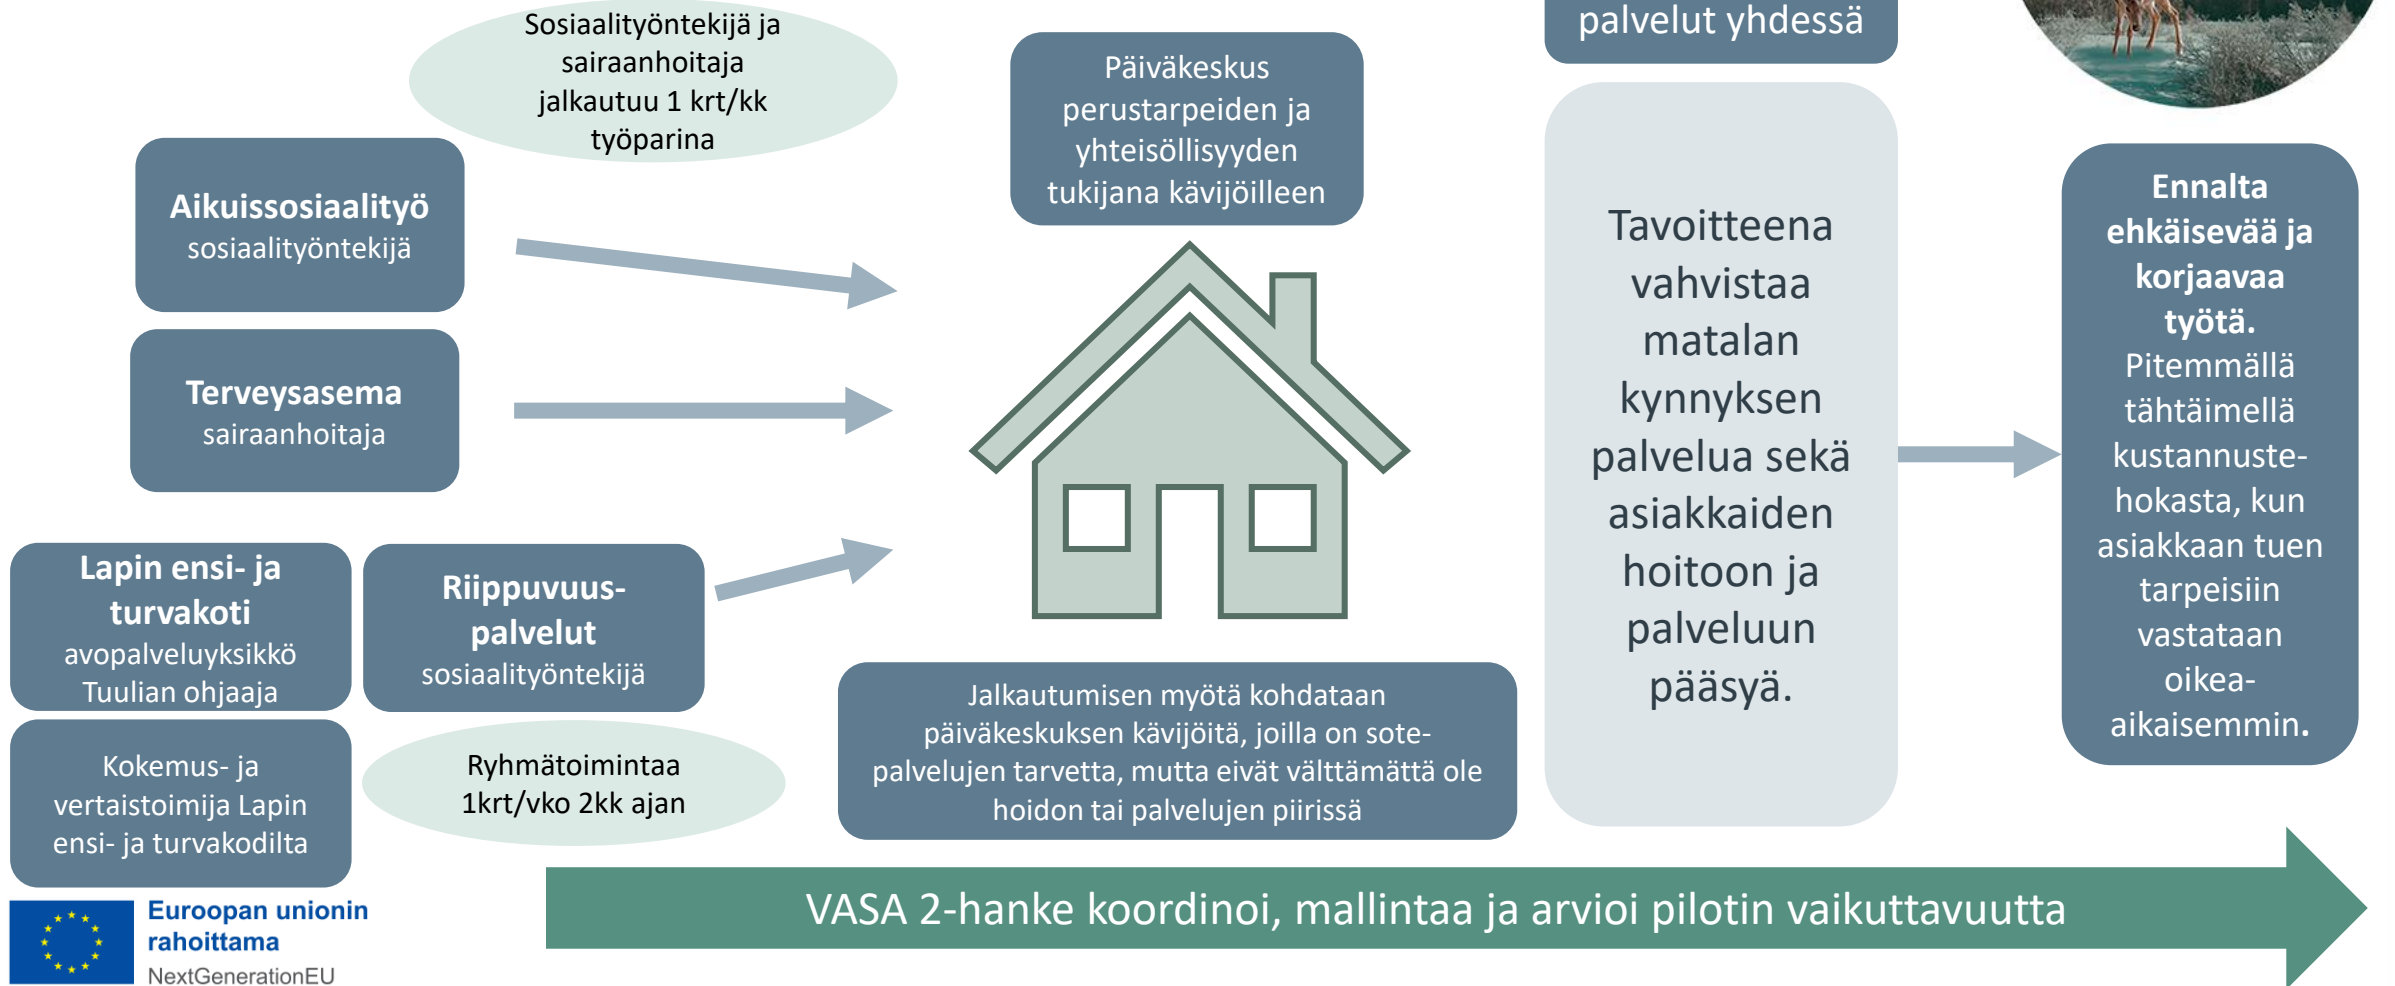 Sosiaalityöntekijä ja
sairaanhoitaja
jalkautuu 1 krt/kk
työparina
Aikuissosiaalityö
sosiaalityöntekijä
Terveysasema
sairaanhoitaja
Lapin ensi- ja
turvakoti
avopalveluyksikkö
Tuulian ohjaaja
Riippuvuus-
palvelut
sosiaalityöntekijä
Kokemus- ja
vertaistoimija Lapin
ensi- ja turvakodilta
Ryhmätoimintaa
1krt/vko 2kk ajan
Päiväkeskus
perustarpeiden ja
yhteisöllisyyden
tukijana kävijöilleen
Jalkautumisen myötä kohdataan
päiväkeskuksen kävijöitä, joilla on sote-
palvelujen tarvetta, mutta eivät välttämättä ole
hoidon tai palvelujen piirissä
palvelut yhdessä
Tavoitteena
vahvistaa
matalan
kynnyksen
palvelua sekä
asiakkaiden
hoitoon ja
palveluun
pääsyä.
Ennalta
ehkäisevää ja
korjaavaa
työtä.
Pitemmällä
tähtäimellä
kustannuste-
hokasta, kun
asiakkaan tuen
tarpeisiin
vastataan
oikea-
aikaisemmin.
VASA 2-hanke koordinoi, mallintaa ja arvioi pilotin vaikuttavuutta
Euroopan unionin
rahoittama
NextGenerationEU